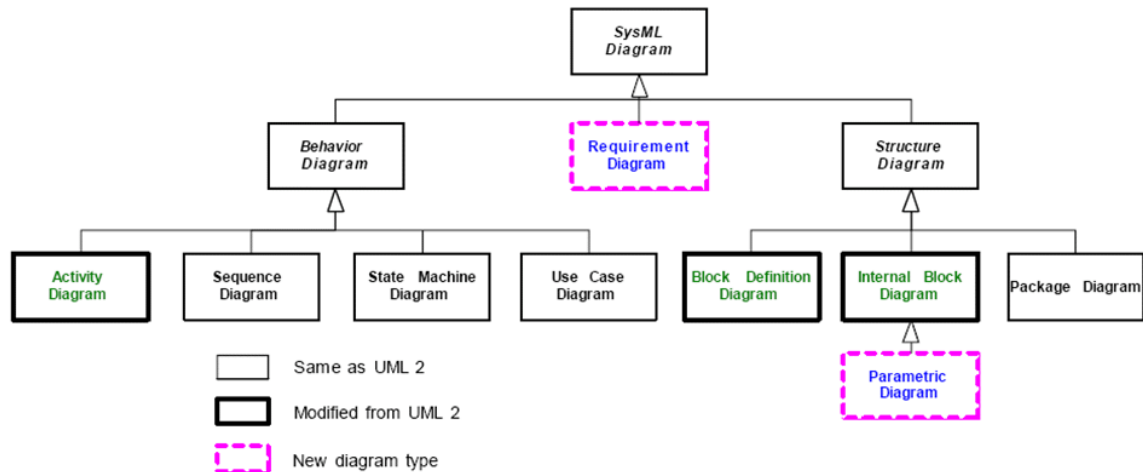 SysML
Diagram
Behavior
Diagram
Requirement
Diagram
Structure
Diagram
Activity
Diagram
Sequence
Diagram
State Machine
Diagram
Use Case
Diagram
Block Definition
Diagram
Internal Block
Diagram
Package Diagram
Parametric
Diagram
Same as UML 2
Modified from UML 2
New diagram type